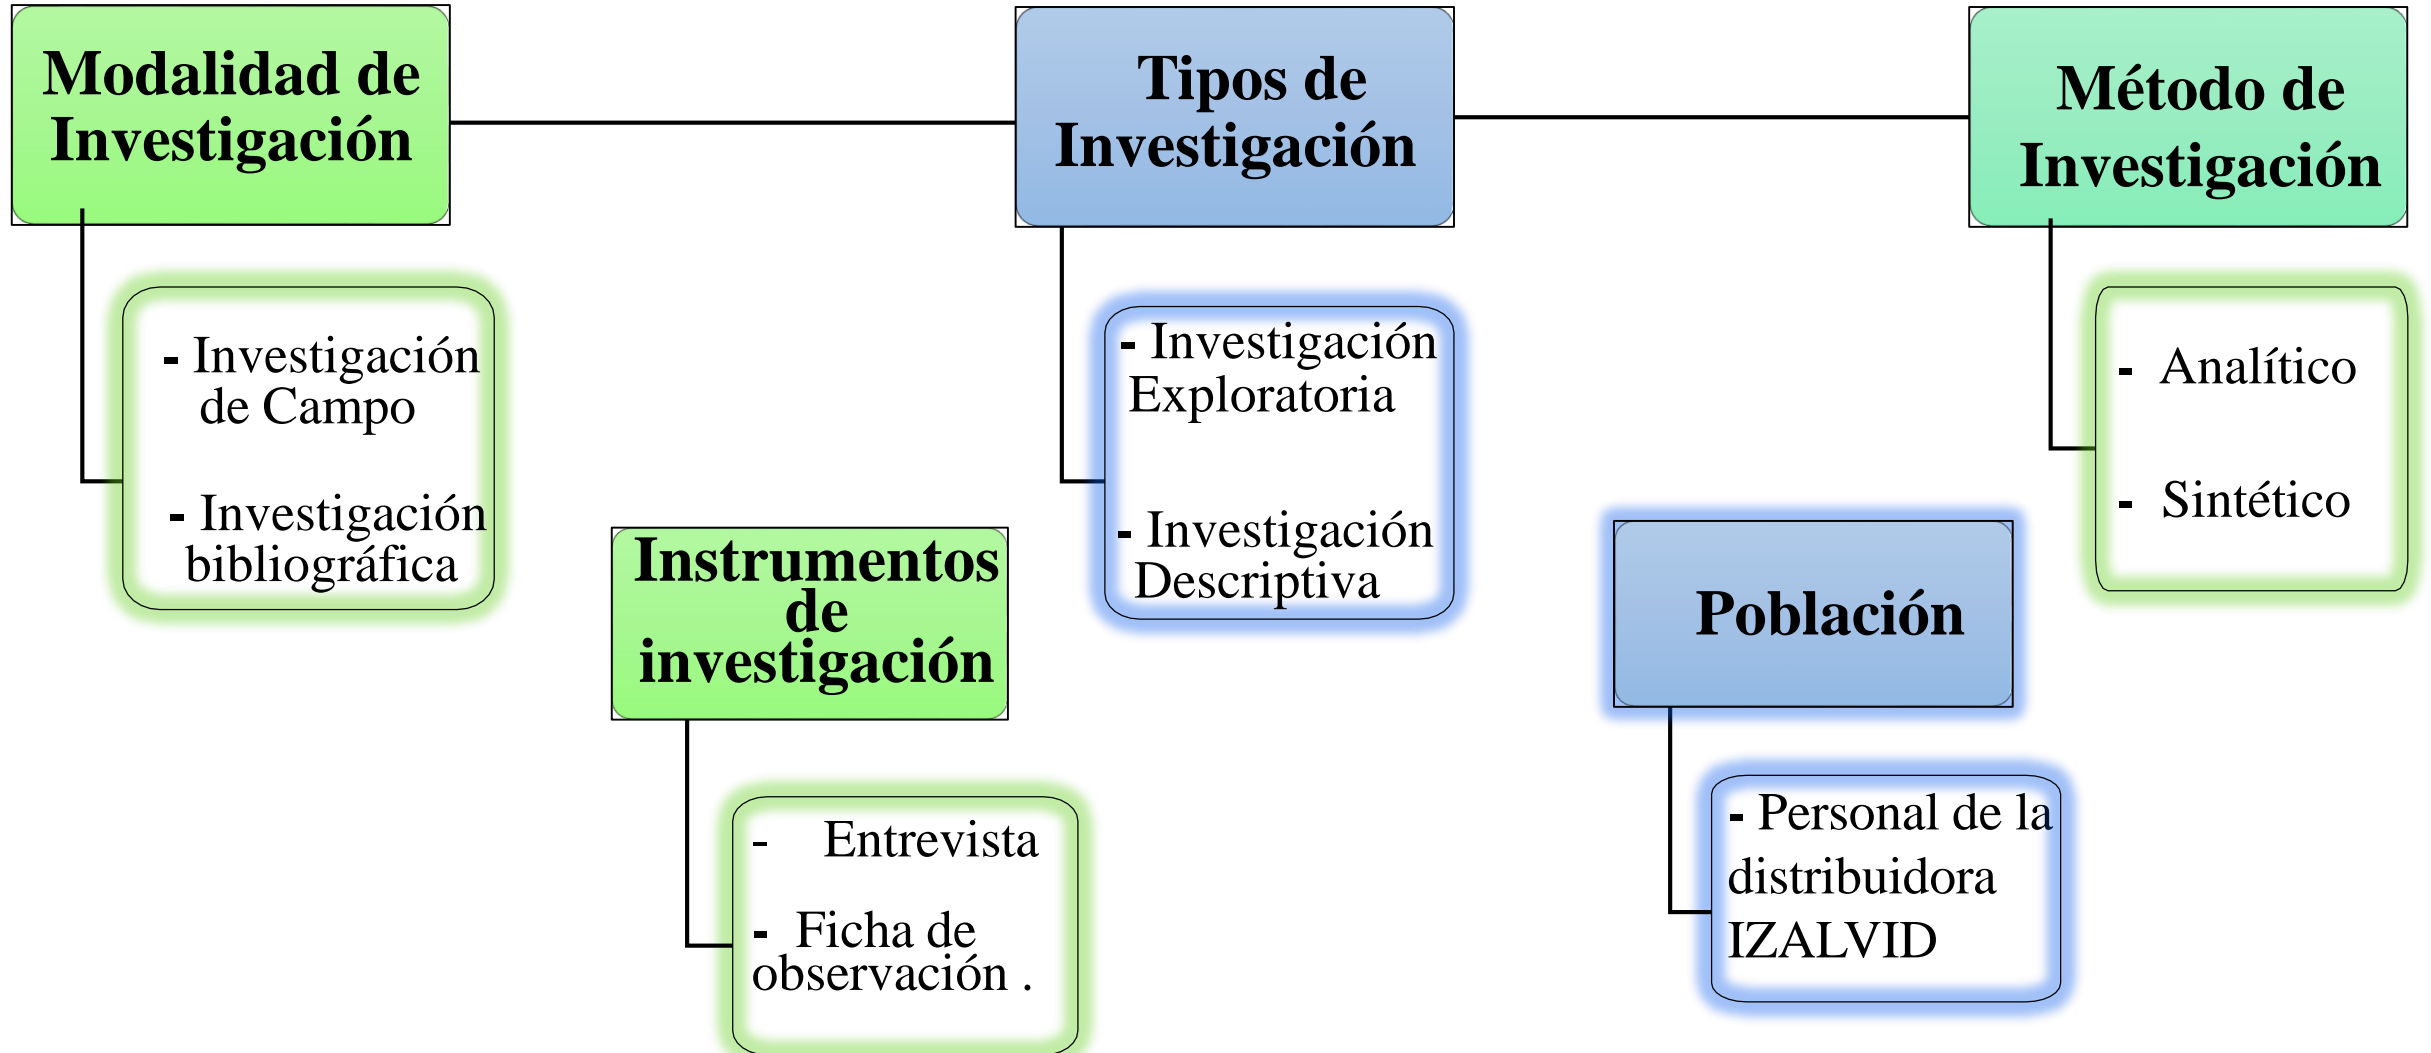 Modalidad de
Investigación
- Investigación
de Campo
- Investigación
bibliográfica
Tipos de
Investigación
- Investigación
Exploratoria
- Investigación
Descriptiva
Método de
Investigación
- Analítico
- Sintético
Instrumentos
de
investigación
- Entrevista
- Ficha de
observación .
Población
- Personal de la
distribuidora
IZALVID